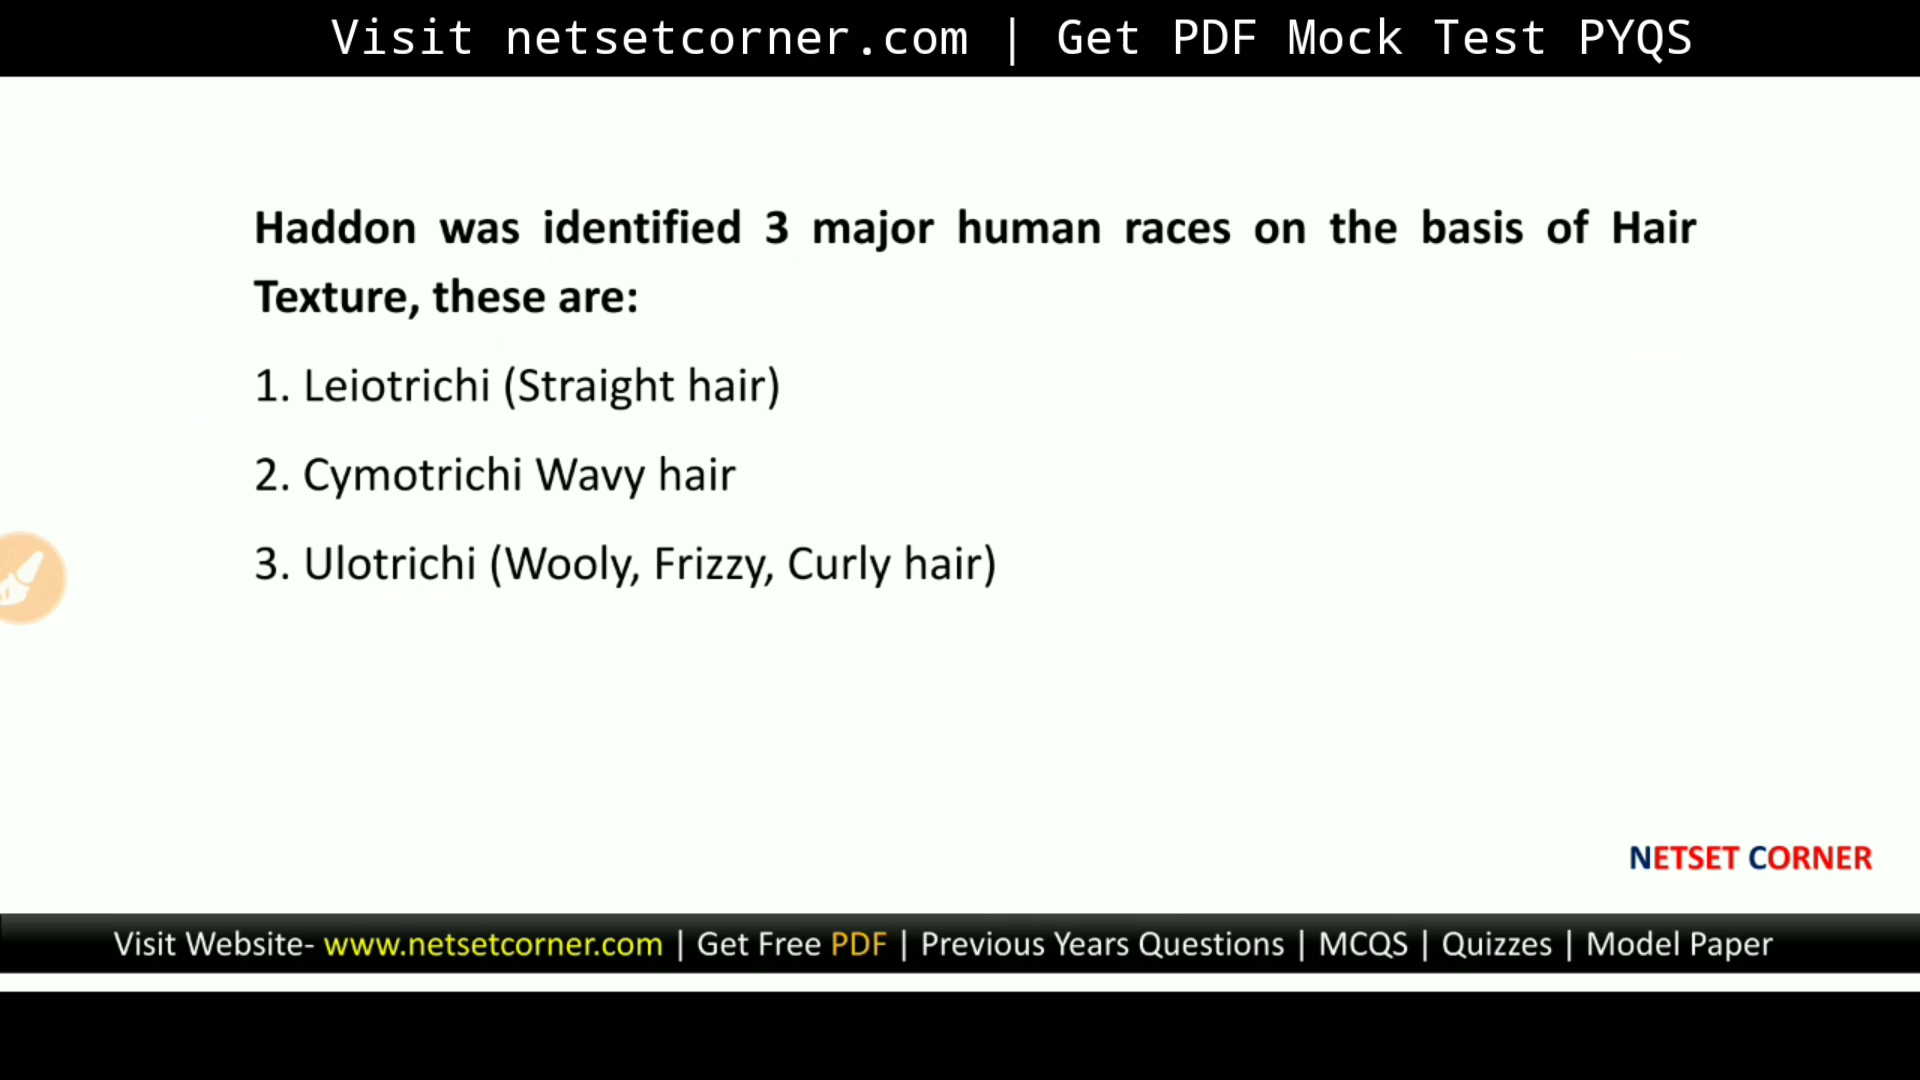 Visit netsetcorner.com | Get PDF Mock Test PYQS
Haddon was identified 3 major human races on the basis of Hair
Texture, these are:
1. Leiotrichi (Straight hair)
2. Cymotrichi Wavy hair
3. Ulotrichi (Wooly, Frizzy, Curly hair)
NETSET CORNER
Visit Website- www.netsetcorner.com | Get Free PDF | Previous Years Questions | MCQS | Quizzes | Model Paper